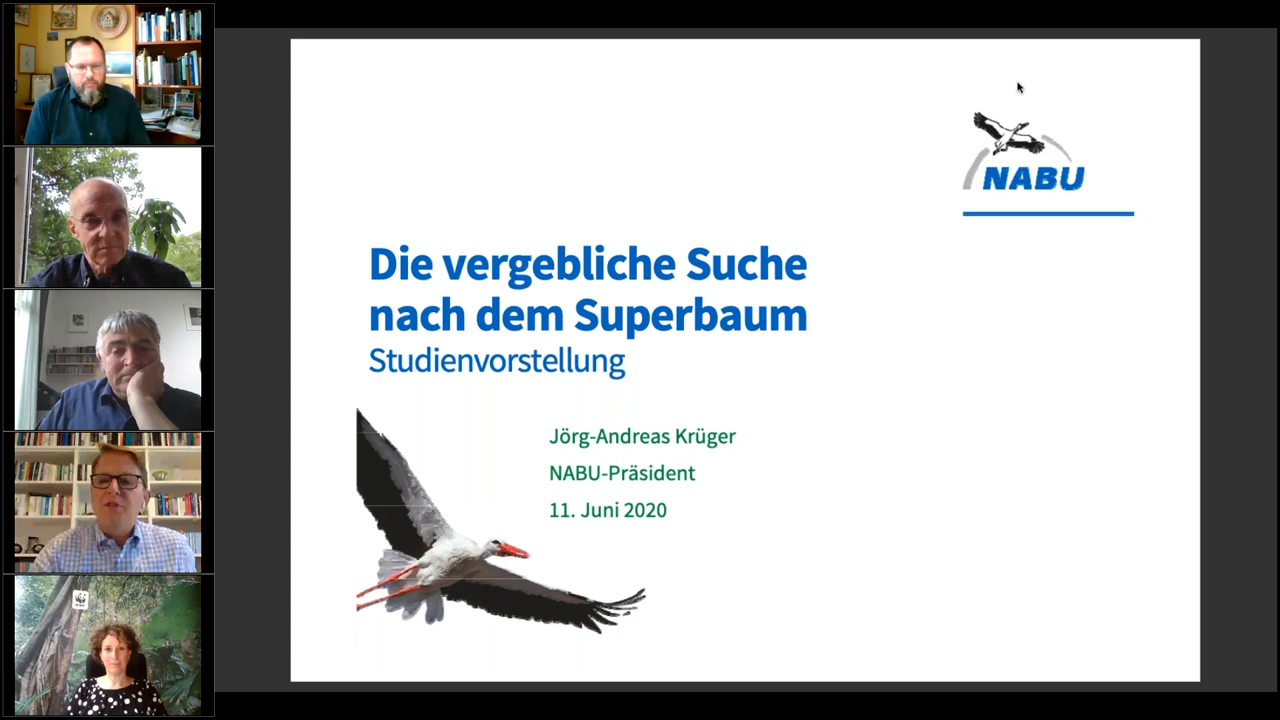 NABU
Die vergebliche Suche
nach dem Superbaum
Studienvorstellung
Jörg-Andreas Krüger
NABU-Präsident
11. Juni 2020